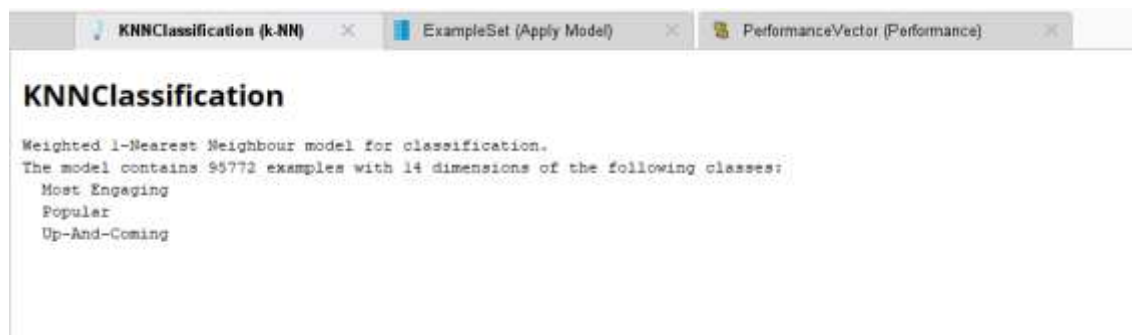 KNNClassification (k-NN) ExampleSet (Apply Model) PerformanceVector (Performance)
KNNClassification
Weighted 1-Nearest Neighbour model for classification.
The model contains 95772 examples with 14 dimensions of the following classes:
Most Engaging
Popular
Up-And-Coming